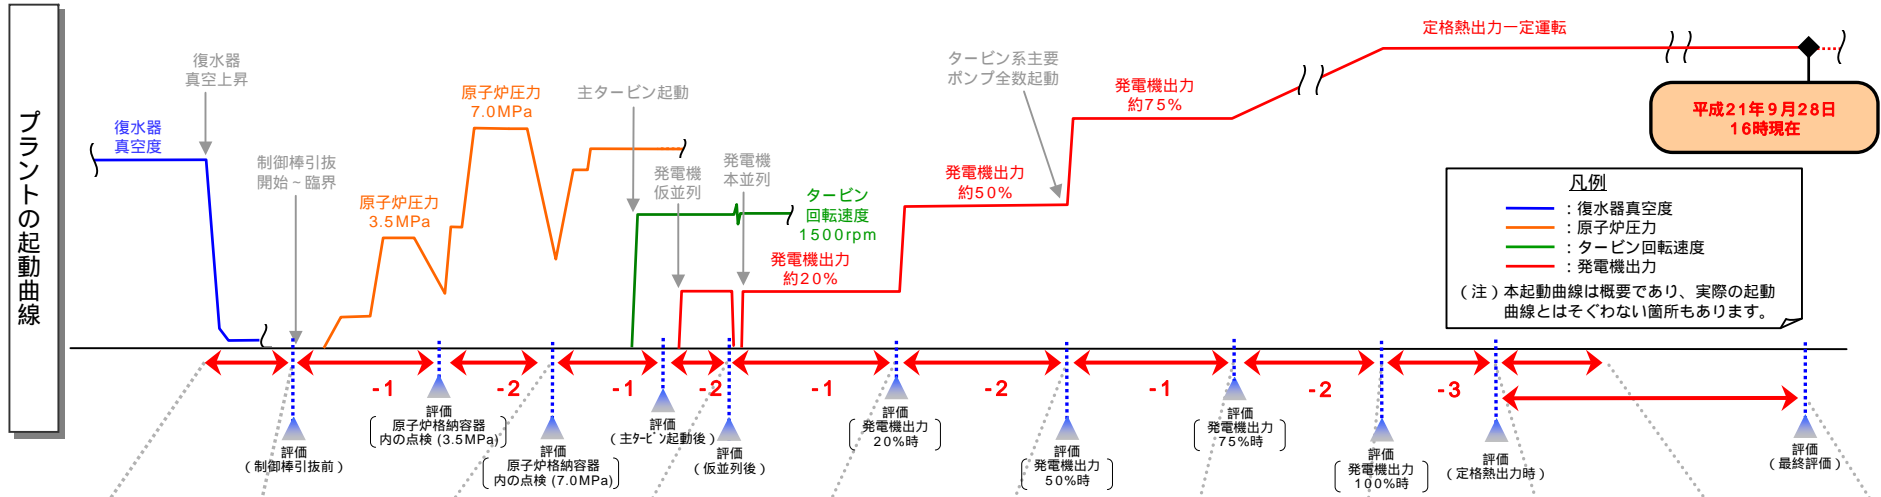 プラントの起動曲線
復水器
真空度
復水器
真空上昇
制御棒引抜
開始～臨界
原子炉圧力
3.5MPa
原子炉圧力
7.0MPa
主タービン起動
発電機
仮並列
発電機
本並列
タービン
回転速度
1500rpm
発電機出力
約20%
発電機出力
約50%
タービン系主要
ポンプ全数起動
発電機出力
約75%
定格熱出力一定運転
平成21年9月28日
16時現在
凡例
：復水器真空度
：原子炉圧力
：タービン回転速度
：発電機出力
（注）本起動曲線は概要であり、実際の起動
曲線とはそぐわない箇所もあります。
-1
-2
-1
-2
-1
-2
-1
-2
-3
評価
（制御棒引抜前）
評価
原子炉格納容器
内の点検 (3.5MPa)
評価
原子炉格納容器
内の点検 (7.0MPa)
評価
（主ﾀｰﾋﾞﾝ起動後）
評価
（仮並列後）
評価
発電機出力
20%時
評価
発電機出力
50%時
評価
発電機出力
75%時
評価
発電機出力
100%時
評価
（定格熱出力時）
評価
（最終評価）